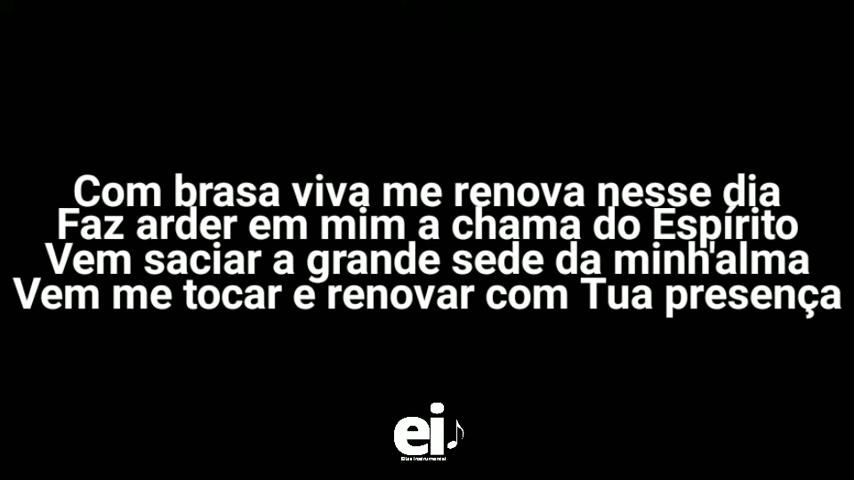 Com brasa viva me renova nesse dia
Faz arder em mim a chama do Espírito
Vem saciar a grande sede da minh'alma
Vem me tocar e renovar com Tua presença
ei